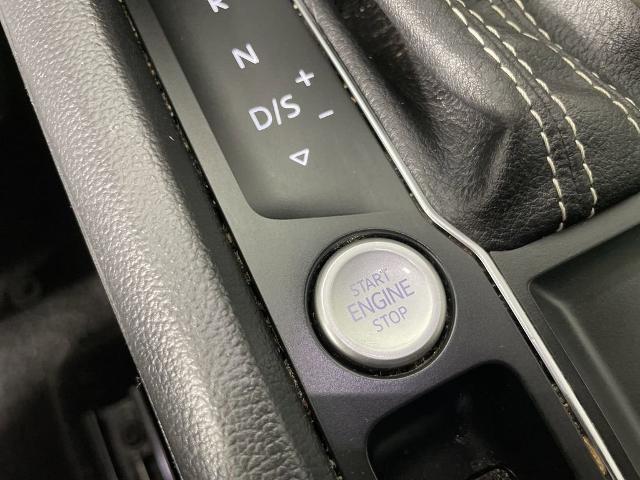 R
N
D/S
+
-
START
ENGINE
STOP